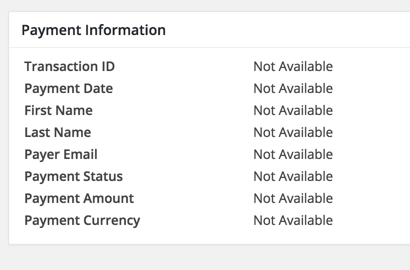 Payment Information
Transaction ID Not Available
Payment Date Not Available
First Name Not Available
Last Name Not Available
Payer Email Not Available
Payment Status Not Available
Payment Amount Not Available
Payment Currency Not Available